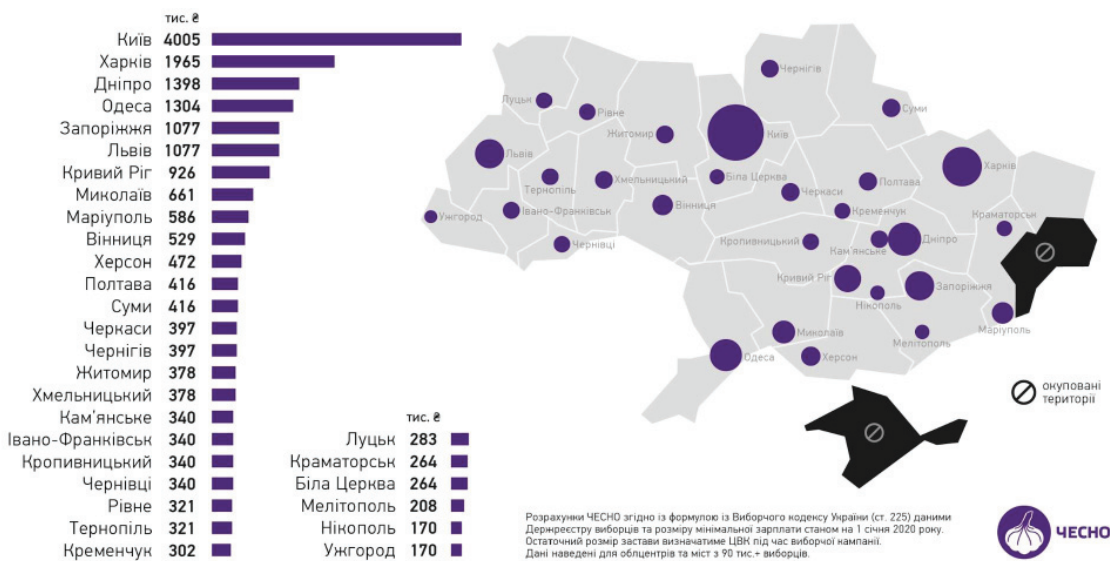 тис. ₴
Київ 4005
Харків 1965
Дніпро 1398
Одеса 1304
Запоріжжя 1077
Львів 1077
Кривий Ріг 926
Миколаїв 661
Маріуполь 586
Вінниця 529
Херсон 472
Полтава 416
Суми 416
Черкаси 397
Чернігів 397
Житомир 378
Хмельницький 378
Кам’янське 340
Івано-Франківськ 340
Кропивницький 340
Чернівці 340
Рівне 321
Тернопіль 321
Кременчук 302
тис. ₴
Луцьк 283
Краматорськ 264
Біла Церква 264
Мелітополь 208
Нікополь 170
Ужгород 170
Чернігів
Луцьк
Рівне
Суми
Житомир
Київ
Львів
Харків
Тернопіль
Хмельницький
Біла Церква
Черкаси
Полтава
Ужгород
Івано-Франківськ
Вінниця
Кременчук
Краматорськ
Чернівці
Кропивницький
Кам'янське
Дніпро
Кривий Ріг
Нікополь
Запоріжжя
Маріуполь
Миколаїв
Мелітополь
Одеса
Херсон
окуповані
території
Розрахунки ЧЕСНО згідно із формулою із Виборчого кодексу України (ст. 225) даними
Держреєстру виборців та розміру мінімальної зарплати станом на 1 січня 2020 року.
Остаточний розмір застави визначатиме ЦВК під час виборчої кампанії.
Дані наведені для облцентрів та міст з 90 тис.+ виборців.
ЧЕСНО